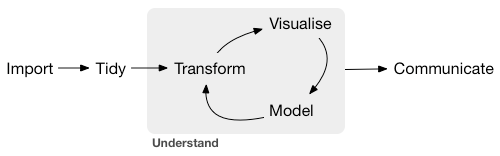 Visualise
Import
Tidy
Transform
Communicate
Model
Understand